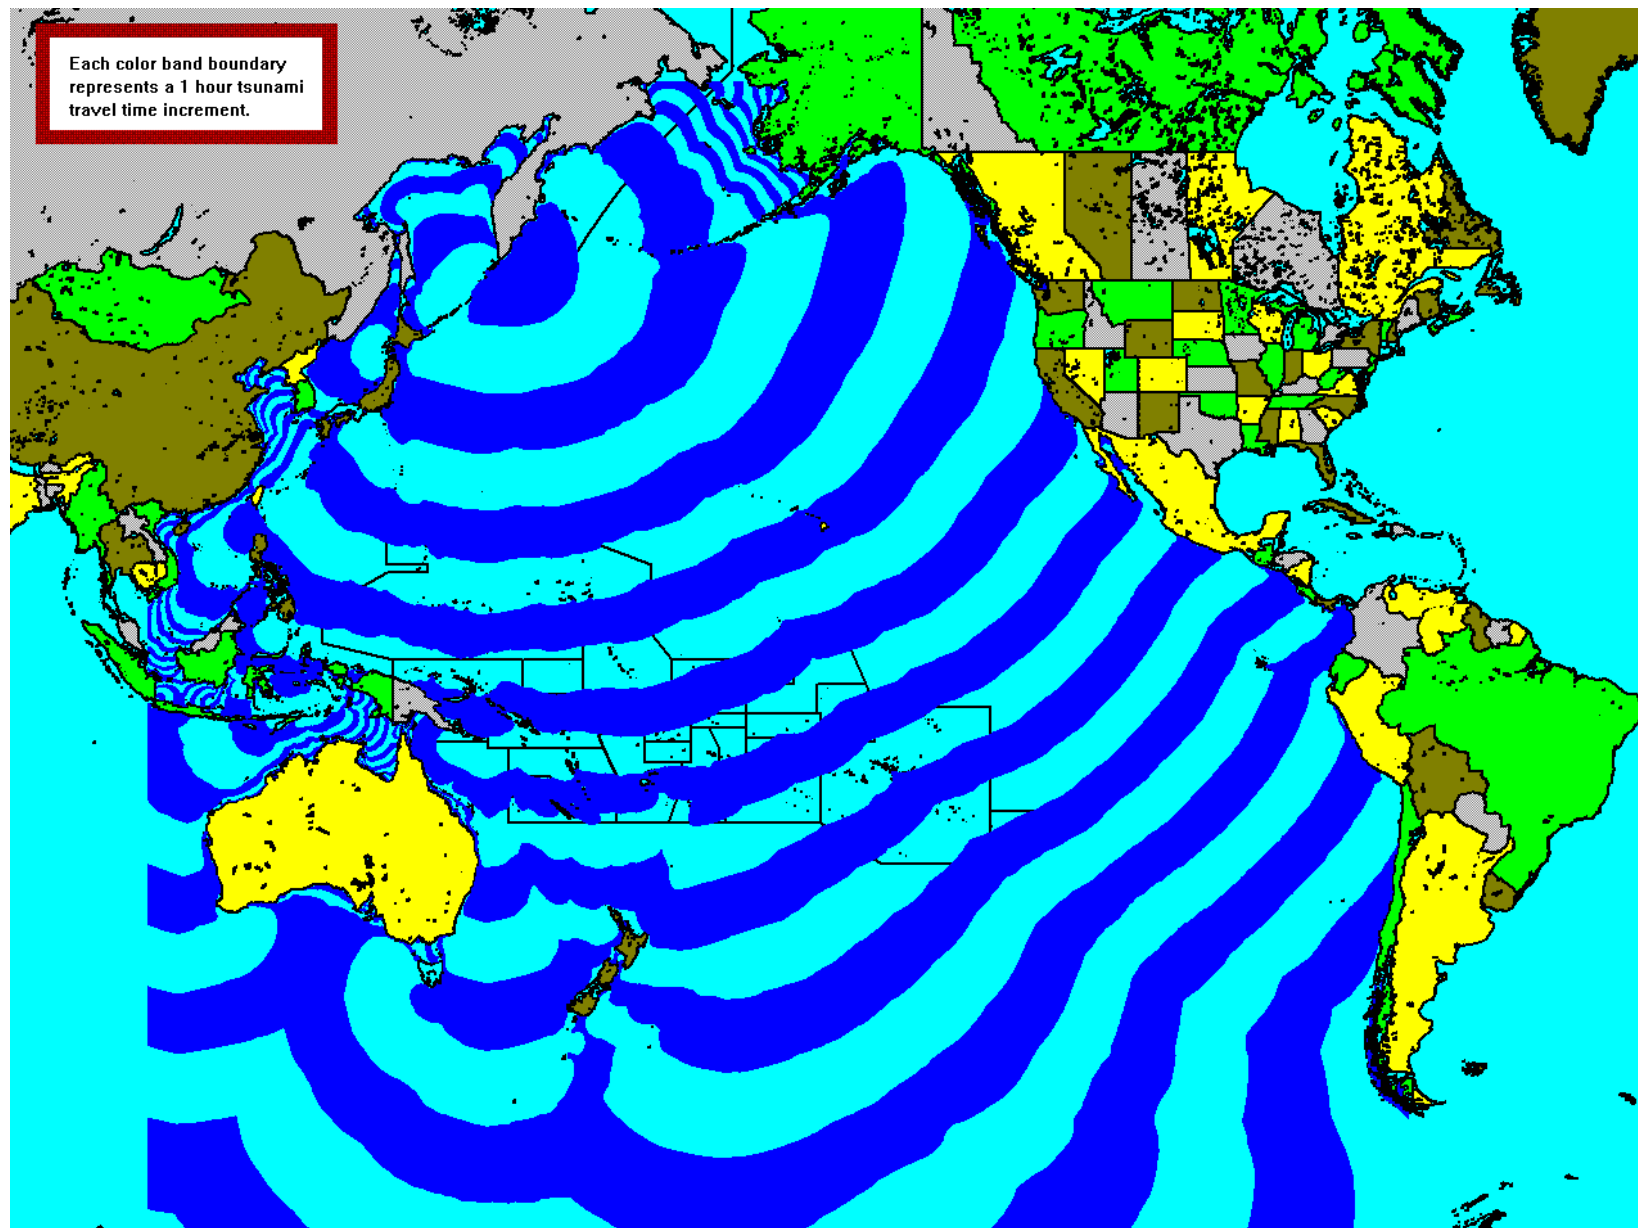 Each color band boundary
represents a 1 hour tsunami
travel time increment.